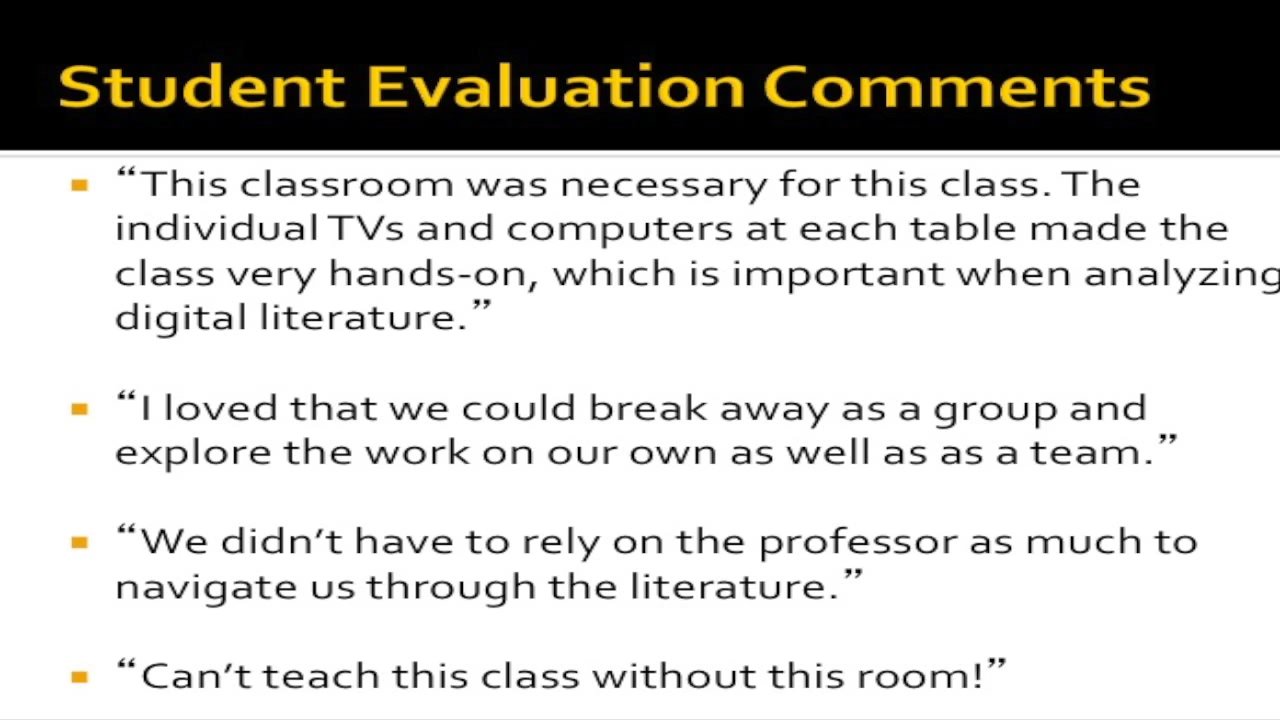 Student Evaluation Comments
“This classroom was necessary for this class. The
individual TVs and computers at each table made the
class very hands-on, which is important when analyzing
digital literature.”
“I loved that we could break away as a group and
explore the work on our own as well as as a team.”
“We didn’t have to rely on the professor as much to
navigate us through the literature.”
“Can’t teach this class without this room!”